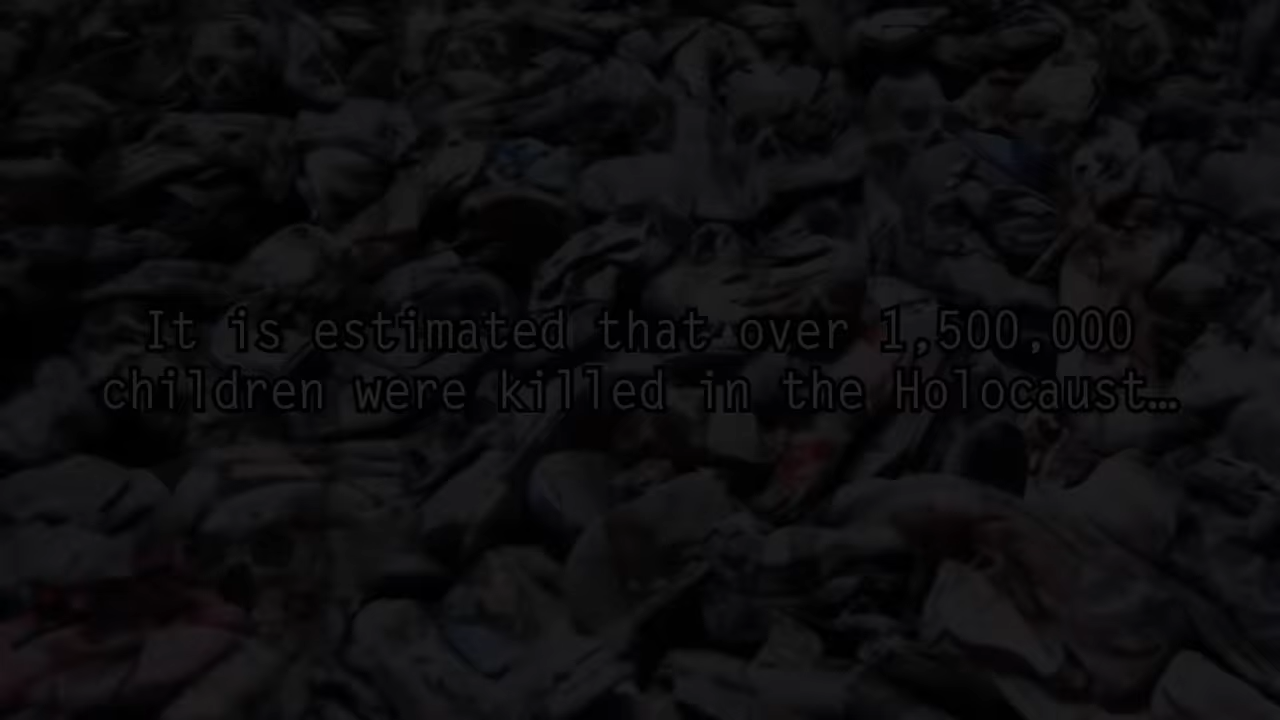 It is estimated that over 1,500,000
children were killed in the Holocaust…